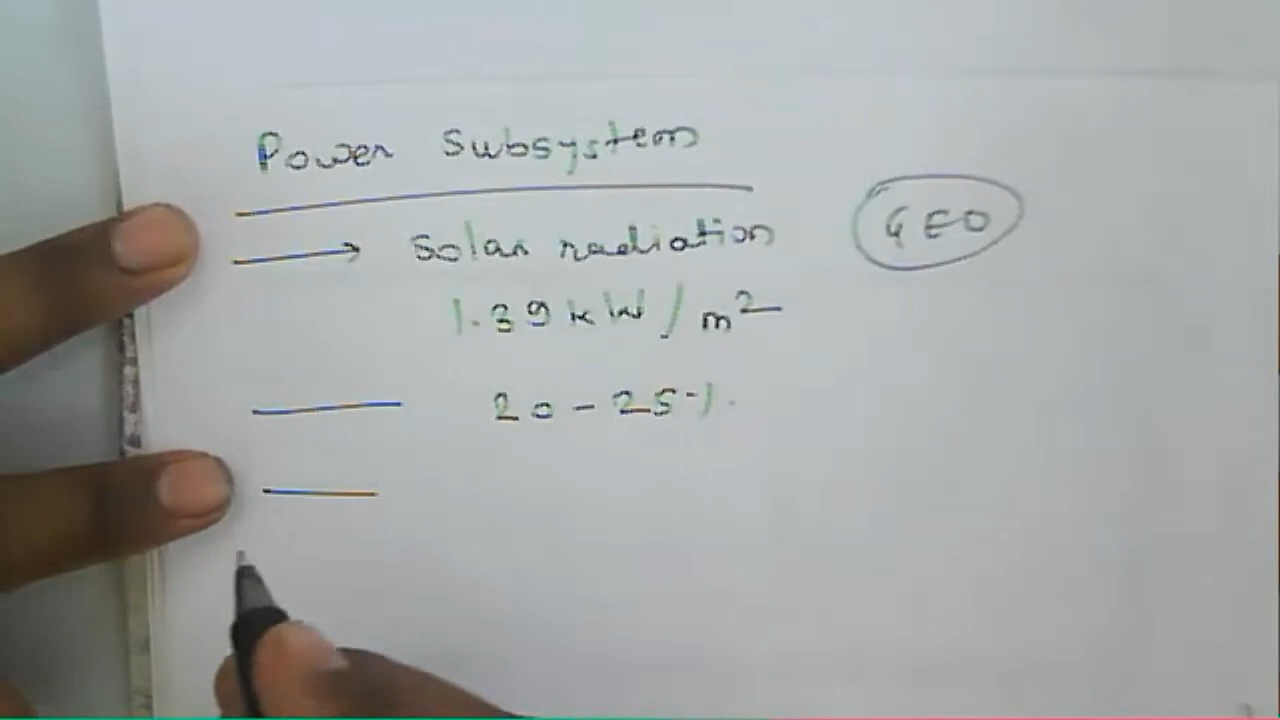 Power Subsystem
Solar radiation
GEO
1.39 kW/m²
20-25%